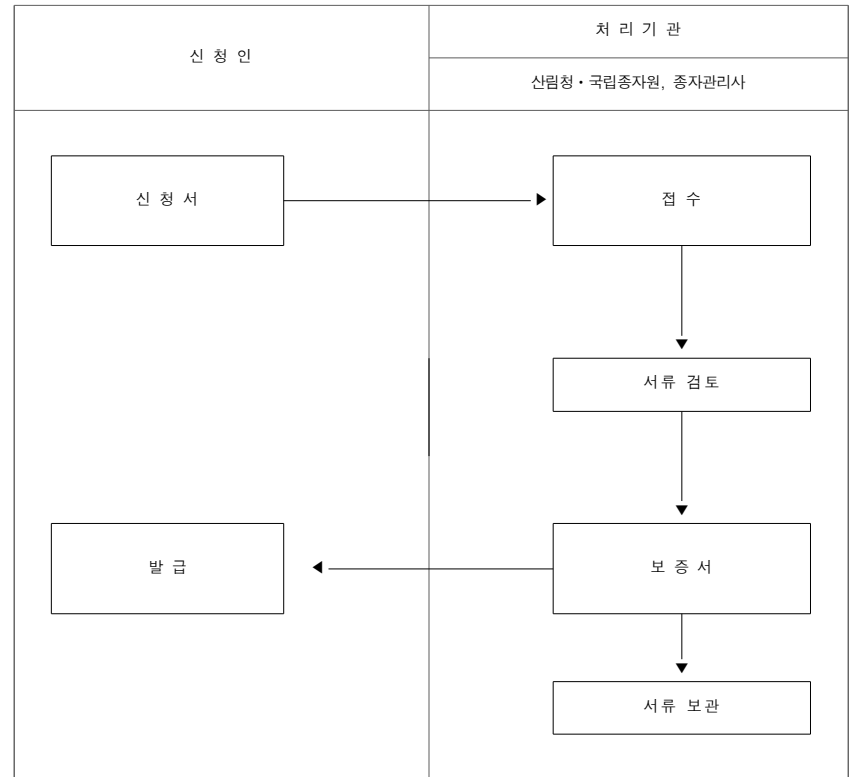 신 청 인
처 리 기 관
산림청·국립종자원, 종자관리사
신 청 서
접 수
서류 검토
발 급
보 증 서
서류 보관